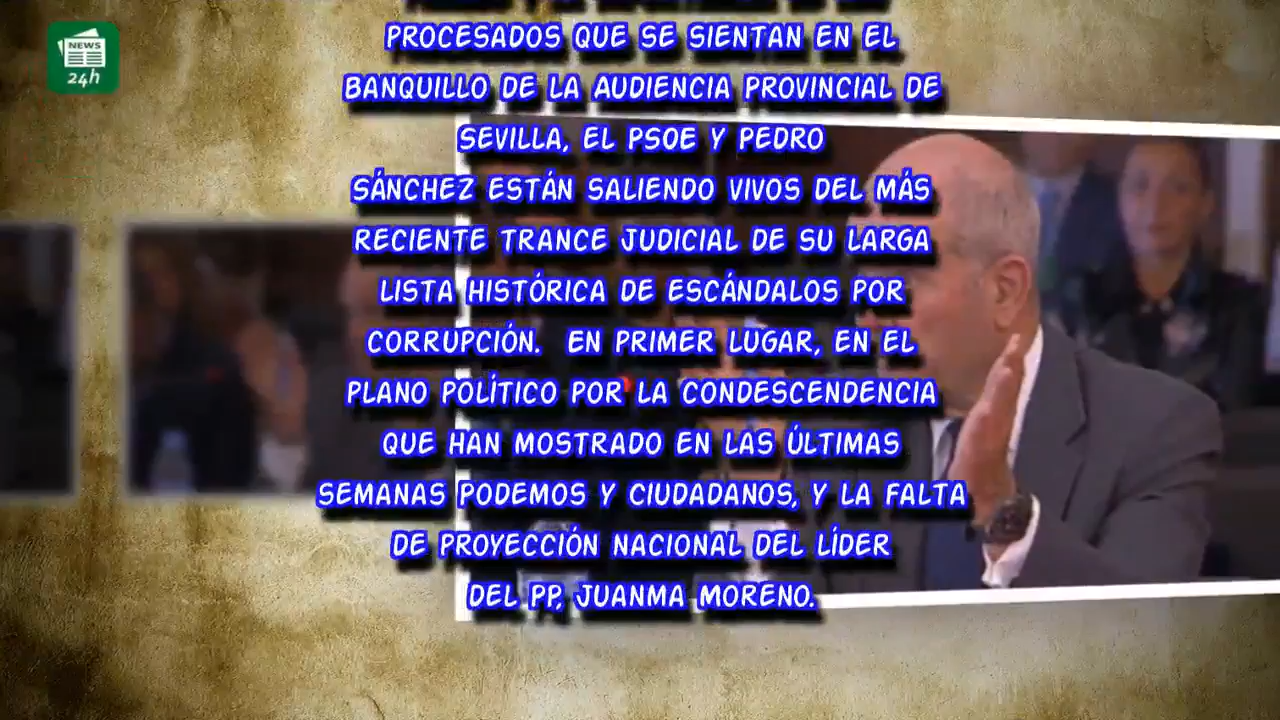 NEWS
24h
PROCESADOS QUE SE SIENTAN EN EL
BANQUILLO DE LA AUDIENCIA PROVINCIAL DE
SEVILLA, EL PSOE Y PEDRO
SÁNCHEZ ESTÁN SALIENDO VIVOS DEL MÁS
RECIENTE TRANCE JUDICIAL DE SU LARGA
LISTA HISTÓRICA DE ESCÁNDALOS POR
CORRUPCIÓN. EN PRIMER LUGAR, EN EL
PLANO POLÍTICO POR LA CONDESCENDENCIA
QUE HAN MOSTRADO EN LAS ÚLTIMAS
SEMANAS PODEMOS Y CIUDADANOS, Y LA FALTA
DE PROYECCIÓN NACIONAL DEL LÍDER
DEL PP, JUANMA MORENO.